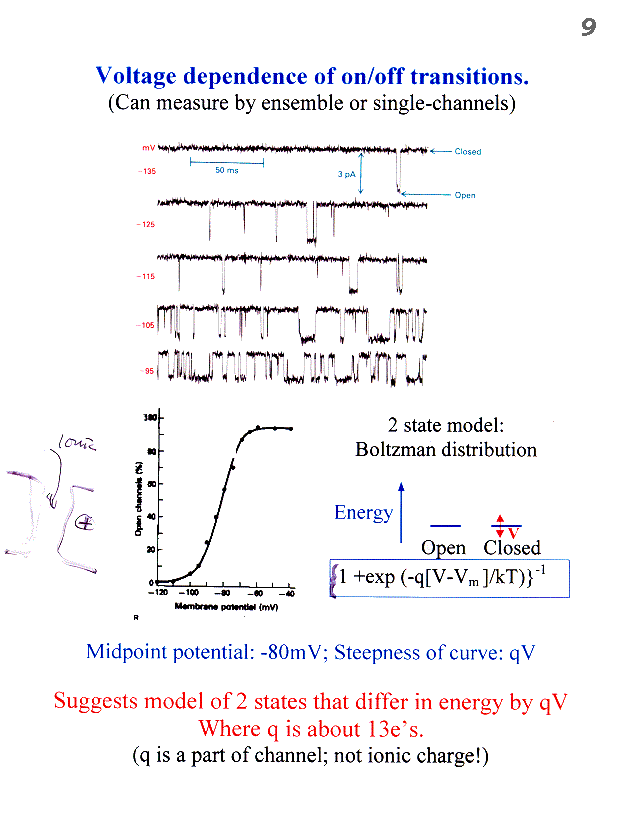 9
Voltage dependence of on/off transitions.
(Can measure by ensemble or single-channels)
mV
Closed
-135
50 ms
3 pA
Open
-125
-115
-105
-95
100
80
60
40
20
0
Open channels (%)
-120 -100 -80 -60 -40
Membrane potential (mV)
R
Ionic
+
2 state model:
Boltzman distribution
Energy
V
Open Closed
{1 +exp (-q[V-Vm]/kT)}-1
Midpoint potential: -80mV; Steepness of curve: qV
Suggests model of 2 states that differ in energy by qV
Where q is about 13e's.
(q is a part of channel; not ionic charge!)